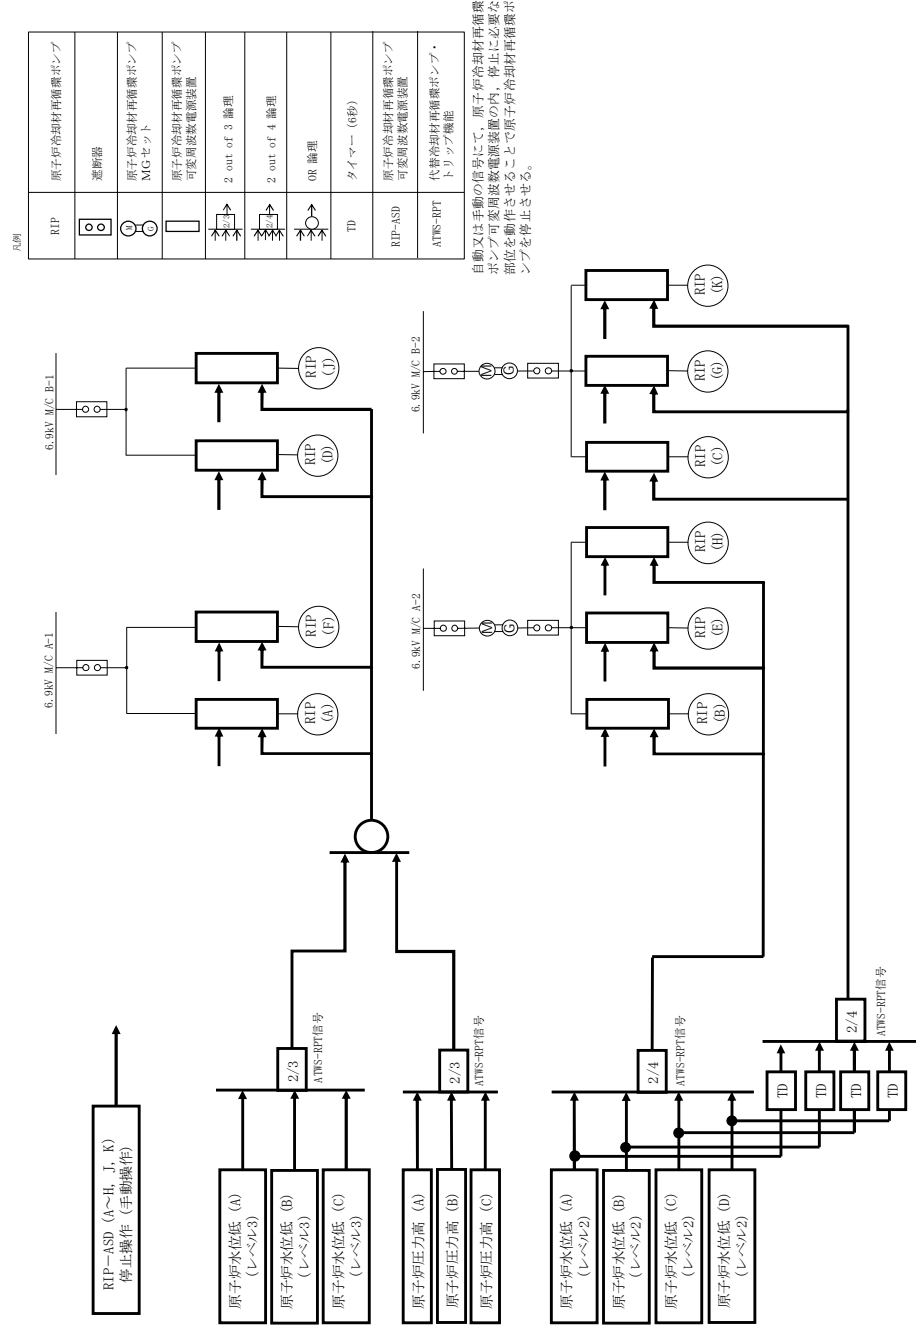 凡例
RIP
原子炉冷却材再循環ポンプ
遮断器
M
G
原子炉冷却材再循環ポンプ
MGセット
原子炉冷却材再循環ポンプ
可変周波数電源装置
2/3
2 out of 3 論理
2/4
2 out of 4 論理
OR 論理
TD
タイマー (6秒)
RIP-ASD
原子炉冷却材再循環ポンプ
可変周波数電源装置
ATWS-RPT
代替冷却材再循環ポンプ・
トリップ機能
自動又は手動の信号にて，原子炉冷却材再循環
ポンプ可変周波数電源装置の内，停止に必要な
部位を動作させることで原子炉冷却材再循環ポ
ンプを停止させる。
RIP－ASD (A～H, J, K)
停止操作 (手動操作)
原子炉水位低 (A)
(レベル3)
原子炉水位低 (B)
(レベル3)
原子炉水位低 (C)
(レベル3)
2/3
ATWS-RPT信号
原子炉圧力高 (A)
原子炉圧力高 (B)
原子炉圧力高 (C)
2/3
ATWS-RPT信号
原子炉水位低 (A)
(レベル2)
原子炉水位低 (B)
(レベル2)
原子炉水位低 (C)
(レベル2)
原子炉水位低 (D)
(レベル2)
2/4
ATWS-RPT信号
TD
TD
TD
TD
2/4
ATWS-RPT信号
6.9kV M/C A-1
RIP
(A)
RIP
(F)
6.9kV M/C B-1
RIP
(D)
RIP
(J)
6.9kV M/C A-2
M
G
RIP
(B)
RIP
(E)
RIP
(H)
6.9kV M/C B-2
M
G
RIP
(C)
RIP
(G)
RIP
(K)